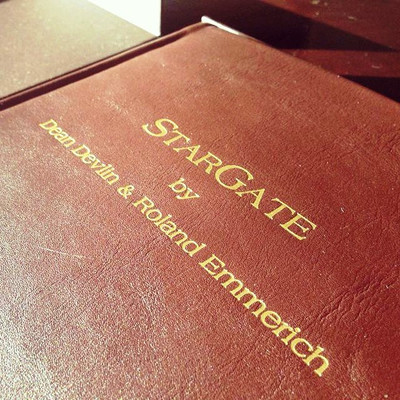 STARGATE
by
Dean Devlin & Roland Emmerich